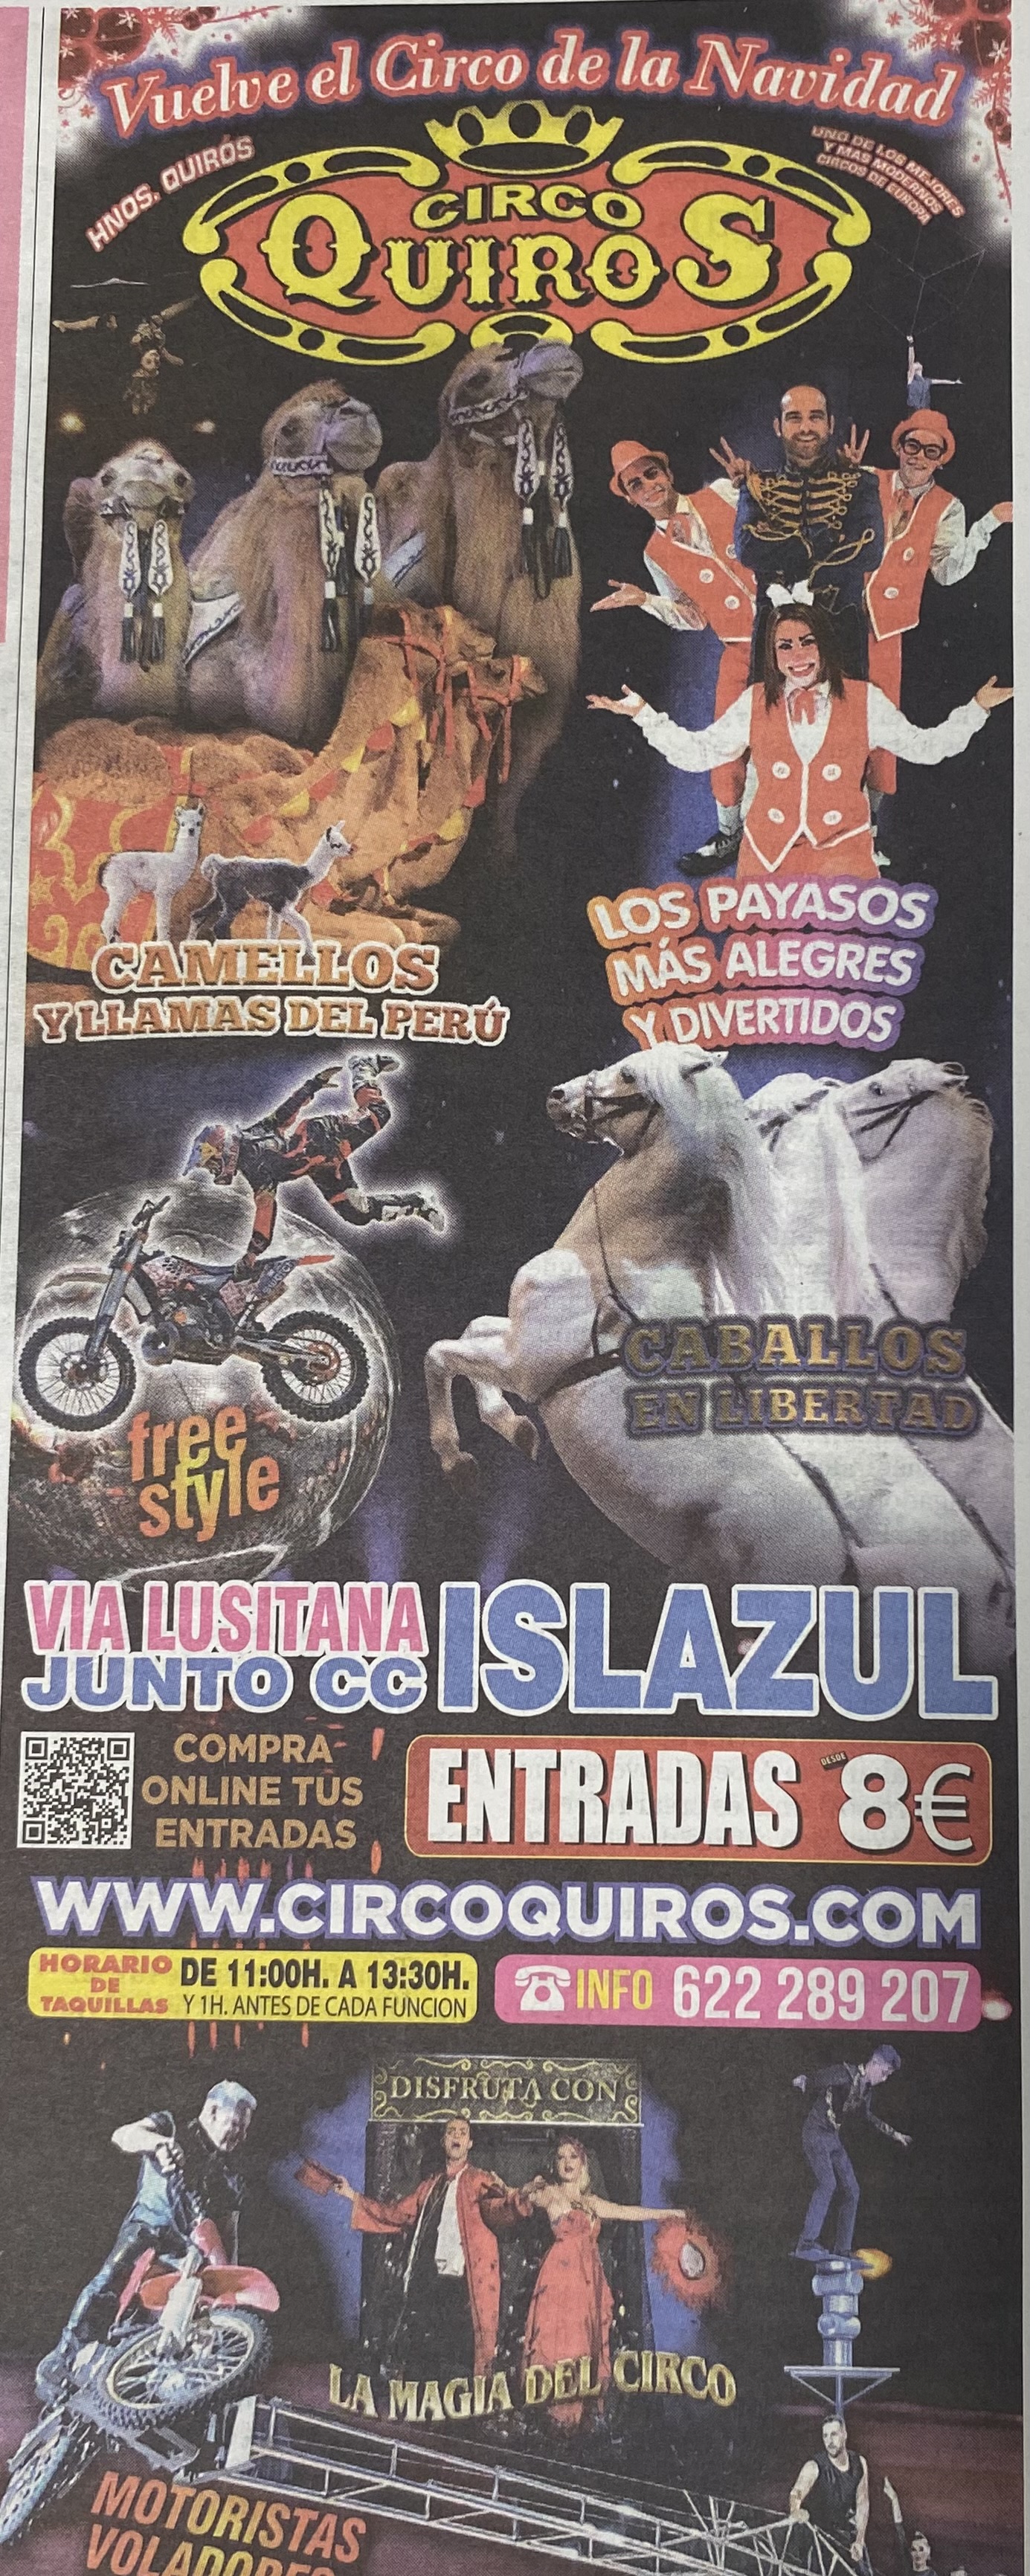 Vuelve el Circo de la Navidad
HNOS. QUIRÓS
UNO DE LOS MEJORES
Y MAS MODERNOS
CIRCOS DE EUROPA
CIRCO
QUIROS
LOS PAYASOS
MÁS ALEGRES
Y DIVERTIDOS
CAMELLOS
Y LLAMAS DEL PERÚ
free
style
CABALLOS
EN LIBERTAD
VIA LUSITANA
JUNTO CC
ISLAZUL
COMPRA
ONLINE TUS
ENTRADAS
ENTRADAS DESDE 8€
WWW.CIRCOQUIROS.COM
HORARIO
DE
TAQUILLAS
DE 11:00H. A 13:30H.
Y 1H. ANTES DE CADA FUNCION
INFO 622 289 207
DISFRUTA CON
LA MAGIA DEL CIRCO
MOTORISTAS
VOLADORES